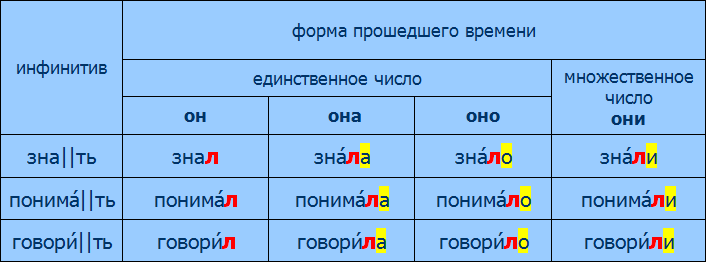 инфинитив форма прошедшего времени
единственное число множественное число
он она оно они
зна||ть знал зна́ла зна́ло зна́ли
понима́||ть понима́л понима́ла понима́ло понима́ли
говори́||ть говори́л говори́ла говори́ло говори́ли